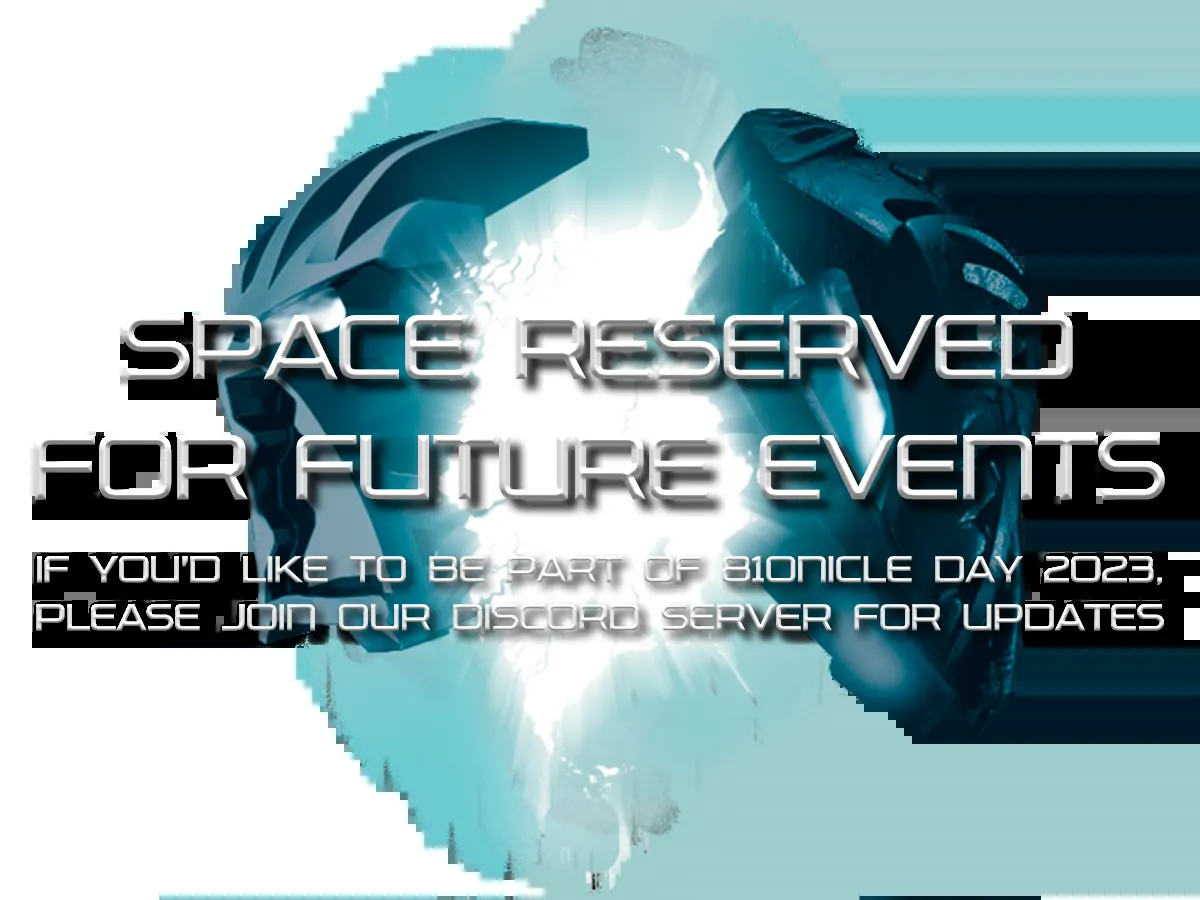 SPACE RESERVED
FOR FUTURE EVENTS
IF YOU'D LIKE TO BE PART OF 810NICLE DAY 2023,
PLEASE JOIN OUR DISCORD SERVER FOR UPDATES